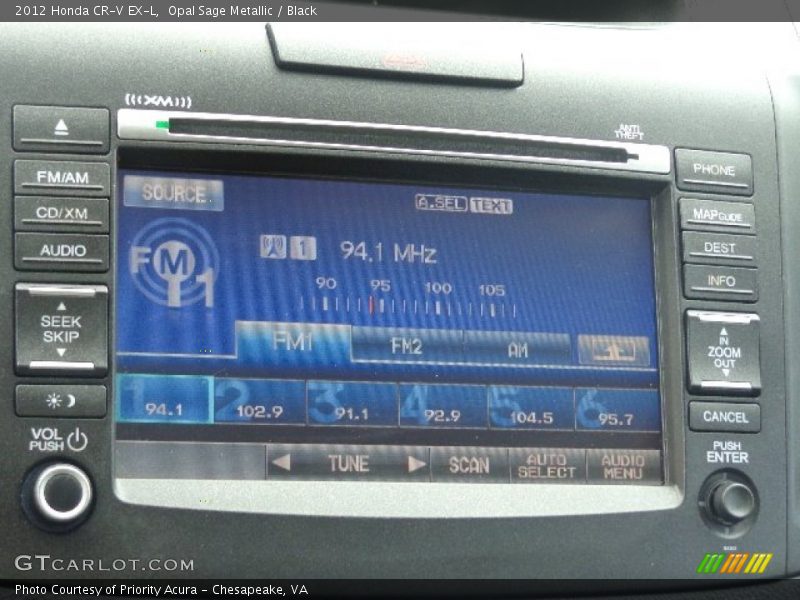 2012 Honda CR-V EX-L, Opal Sage Metallic / Black
(((XM)))
ANTI THEFT
FM/AM
CD/XM
AUDIO
SEEK
SKIP
VOL
PUSH
SOURCE
A.SEL TEXT
FM 1
1 94.1 MHz
90 95 100 105
FM1 FM2 AM
1 94.1 2 102.9 3 91.1 4 92.9 5 104.5 6 95.7
TUNE SCAN AUTO SELECT AUDIO MENU
PHONE
MAP GUIDE
DEST
INFO
IN
ZOOM
OUT
CANCEL
PUSH
ENTER
GTCARLOT.COM
Photo Courtesy of Priority Acura - Chesapeake, VA